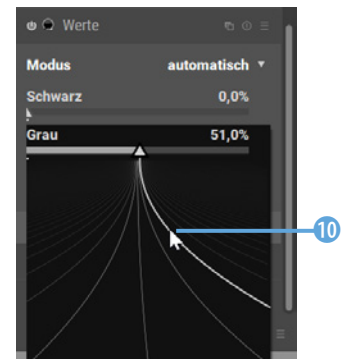 Werte
Modus automatisch
Schwarz 0,0%
Grau 51,0%
10